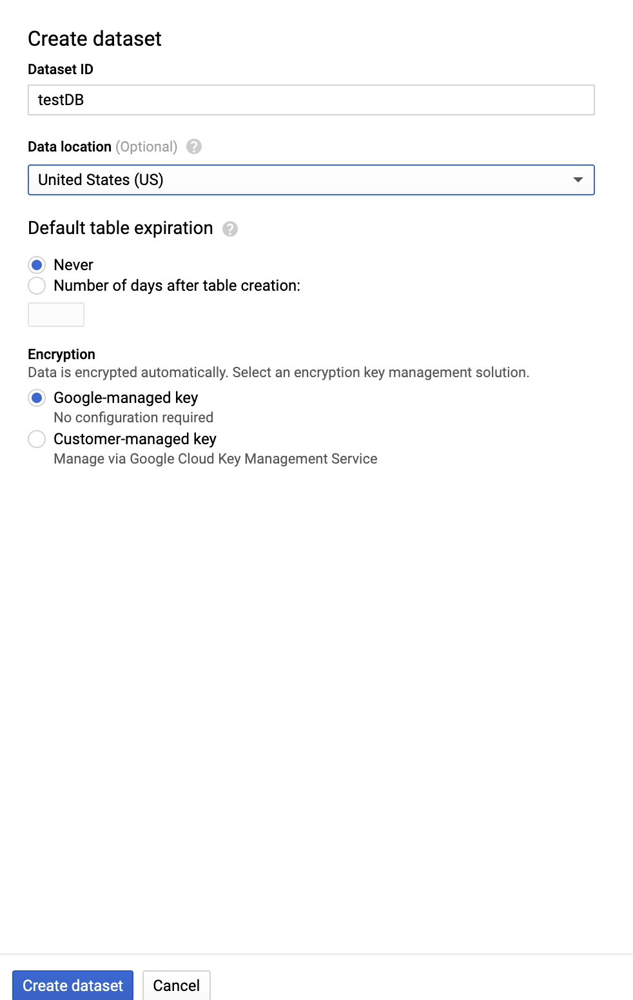 Create dataset
Dataset ID
testDB
Data location (Optional) ?
United States (US)
Default table expiration ?
Never
Number of days after table creation:
Encryption
Data is encrypted automatically. Select an encryption key management solution.
Google-managed key
No configuration required
Customer-managed key
Manage via Google Cloud Key Management Service
Create dataset Cancel